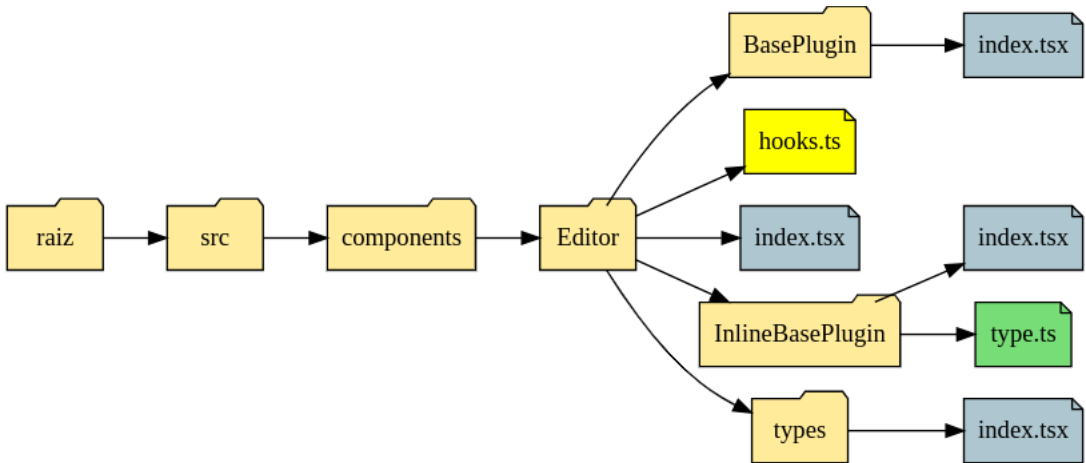 BasePlugin
index.tsx
hooks.ts
raiz
src
components
Editor
index.tsx
index.tsx
InlineBasePlugin
type.ts
types
index.tsx